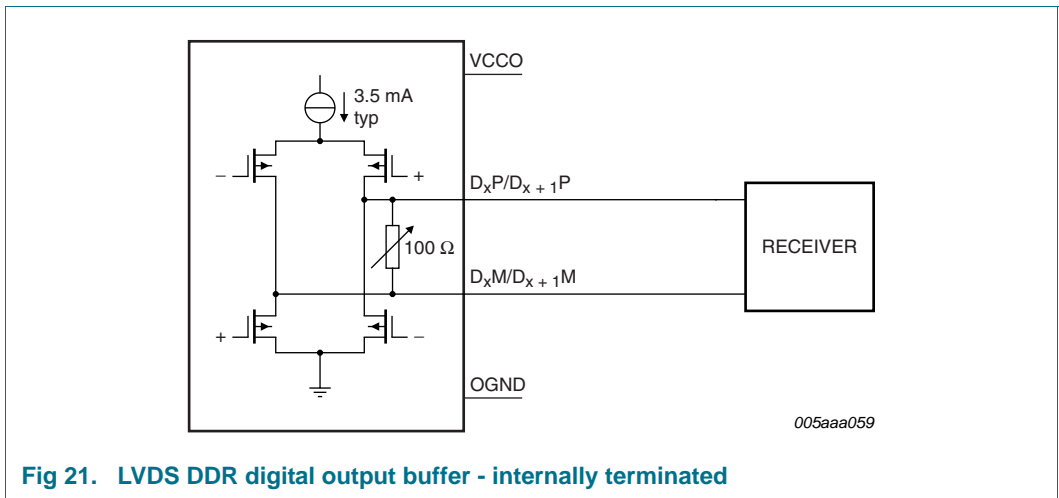 VCCO
3.5 mA
typ
–
+
DxP/Dx + 1P
100 Ω
RECEIVER
DxM/Dx + 1M
+
–
OGND
005aaa059
Fig 21. LVDS DDR digital output buffer - internally terminated